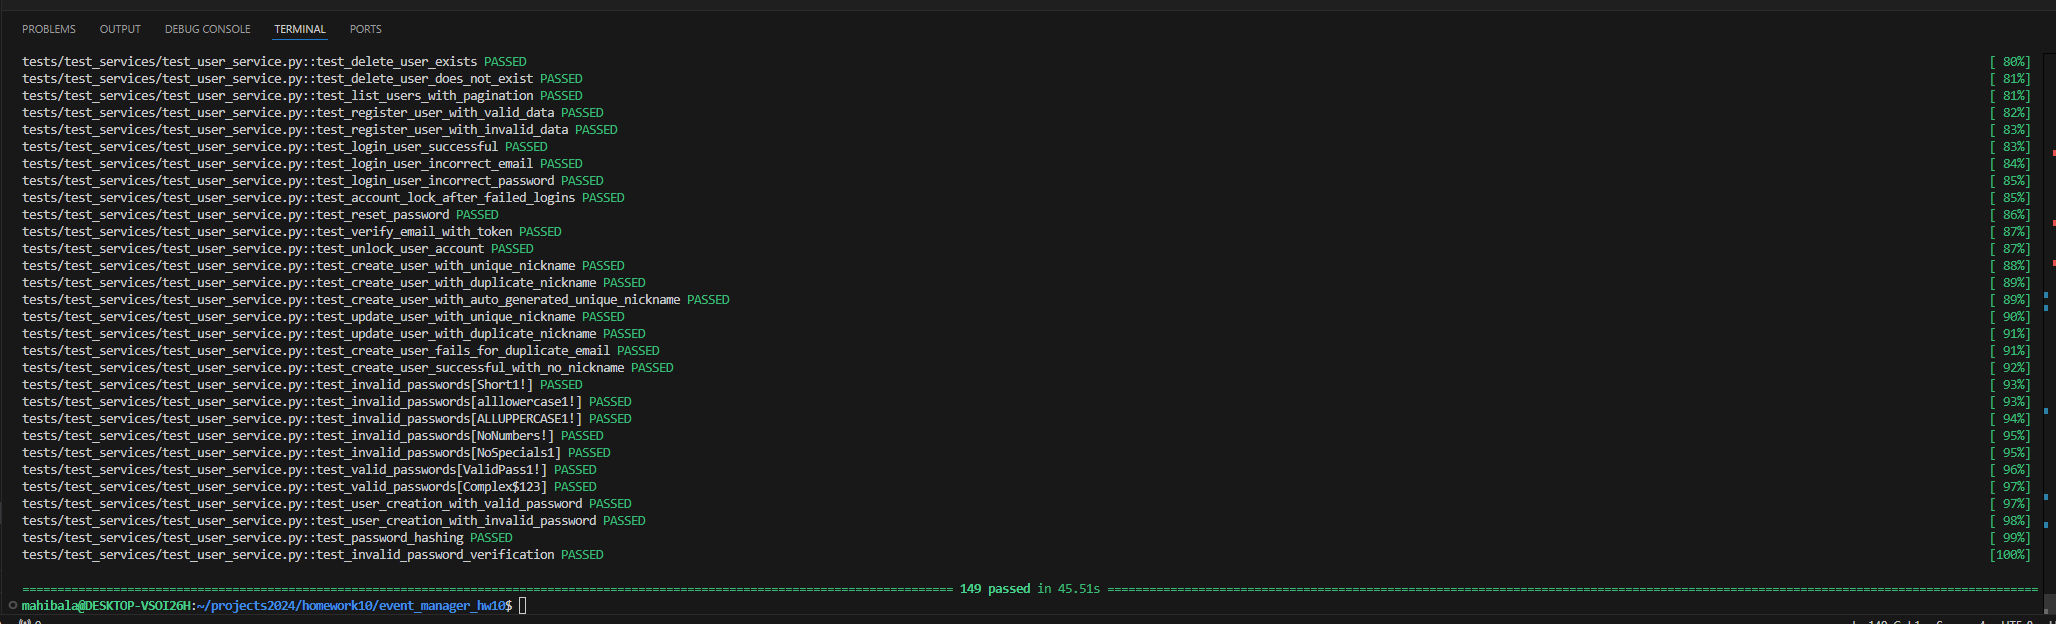 PROBLEMS OUTPUT DEBUG CONSOLE TERMINAL PORTS
tests/test_services/test_user_service.py::test_delete_user_exists PASSED [ 80%]
tests/test_services/test_user_service.py::test_delete_user_does_not_exist PASSED [ 81%]
tests/test_services/test_user_service.py::test_list_users_with_pagination PASSED [ 81%]
tests/test_services/test_user_service.py::test_register_user_with_valid_data PASSED [ 82%]
tests/test_services/test_user_service.py::test_register_user_with_invalid_data PASSED [ 83%]
tests/test_services/test_user_service.py::test_login_user_successful PASSED [ 83%]
tests/test_services/test_user_service.py::test_login_user_incorrect_email PASSED [ 84%]
tests/test_services/test_user_service.py::test_login_user_incorrect_password PASSED [ 85%]
tests/test_services/test_user_service.py::test_account_lock_after_failed_logins PASSED [ 85%]
tests/test_services/test_user_service.py::test_reset_password PASSED [ 86%]
tests/test_services/test_user_service.py::test_verify_email_with_token PASSED [ 87%]
tests/test_services/test_user_service.py::test_unlock_user_account PASSED [ 87%]
tests/test_services/test_user_service.py::test_create_user_with_unique_nickname PASSED [ 88%]
tests/test_services/test_user_service.py::test_create_user_with_duplicate_nickname PASSED [ 89%]
tests/test_services/test_user_service.py::test_create_user_with_auto_generated_unique_nickname PASSED [ 89%]
tests/test_services/test_user_service.py::test_update_user_with_unique_nickname PASSED [ 90%]
tests/test_services/test_user_service.py::test_update_user_with_duplicate_nickname PASSED [ 91%]
tests/test_services/test_user_service.py::test_create_user_fails_for_duplicate_email PASSED [ 91%]
tests/test_services/test_user_service.py::test_create_user_successful_with_no_nickname PASSED [ 92%]
tests/test_services/test_user_service.py::test_invalid_passwords[Short1!] PASSED [ 93%]
tests/test_services/test_user_service.py::test_invalid_passwords[alllowercase1!] PASSED [ 93%]
tests/test_services/test_user_service.py::test_invalid_passwords[ALLUPPERCASE1!] PASSED [ 94%]
tests/test_services/test_user_service.py::test_invalid_passwords[NoNumbers!] PASSED [ 95%]
tests/test_services/test_user_service.py::test_invalid_passwords[NoSpecials1] PASSED [ 95%]
tests/test_services/test_user_service.py::test_valid_passwords[ValidPass1!] PASSED [ 96%]
tests/test_services/test_user_service.py::test_valid_passwords[Complex$123] PASSED [ 97%]
tests/test_services/test_user_service.py::test_user_creation_with_valid_password PASSED [ 97%]
tests/test_services/test_user_service.py::test_user_creation_with_invalid_password PASSED [ 98%]
tests/test_services/test_user_service.py::test_password_hashing PASSED [ 99%]
tests/test_services/test_user_service.py::test_invalid_password_verification PASSED [100%]
149 passed in 45.51s
mahibala@DESKTOP-VSOI26H:~/projects2024/homework10/event_manager_hw10$